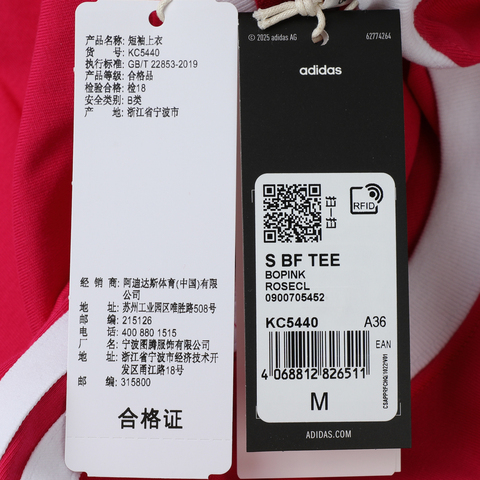 产品名称: 短袖上衣
货 号: KC5440
执行标准: GB/T 22853-2019
产品等级: 合格品
检验合格: 检18
安全类别: B类
产 地: 浙江省宁波市
经 销 商: 阿迪达斯体育(中国)有限
公司
地 址: 苏州工业园区唯胜路508号
邮 编: 215126
电 话: 400 880 1515
厂 名: 宁波图腾服饰有限公司
地 址: 浙江省宁波市经济技术开
发区甬江路18号
邮 编: 315800
合格证
© 2025 adidas AG
62774264
adidas
扫一扫
RFID
S BF TEE
BOPINK
ROSECL
0900705452
KC5440 A36
EAN
4 068812 826511
M
ADIDAS.COM